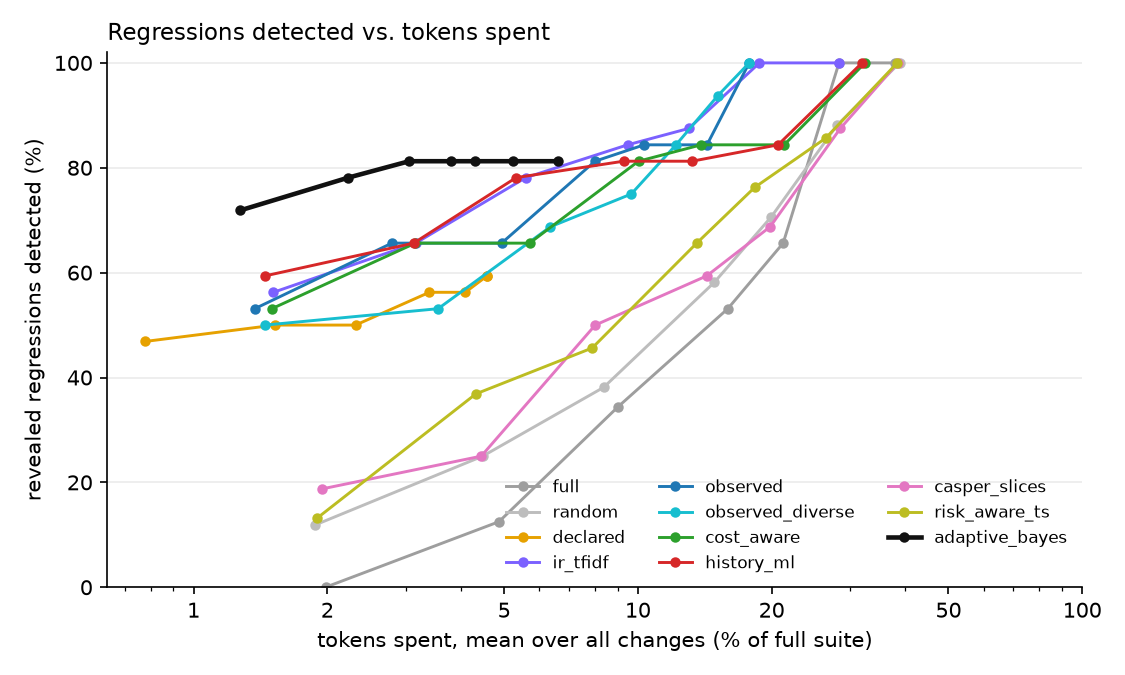 Regressions detected vs. tokens spent
revealed regressions detected (%)
100
80
60
40
20
0
full
random
declared
ir_tfidf
observed
observed_diverse
cost_aware
history_ml
casper_slices
risk_aware_ts
adaptive_bayes
1 2 5 10 20 50 100
tokens spent, mean over all changes (% of full suite)